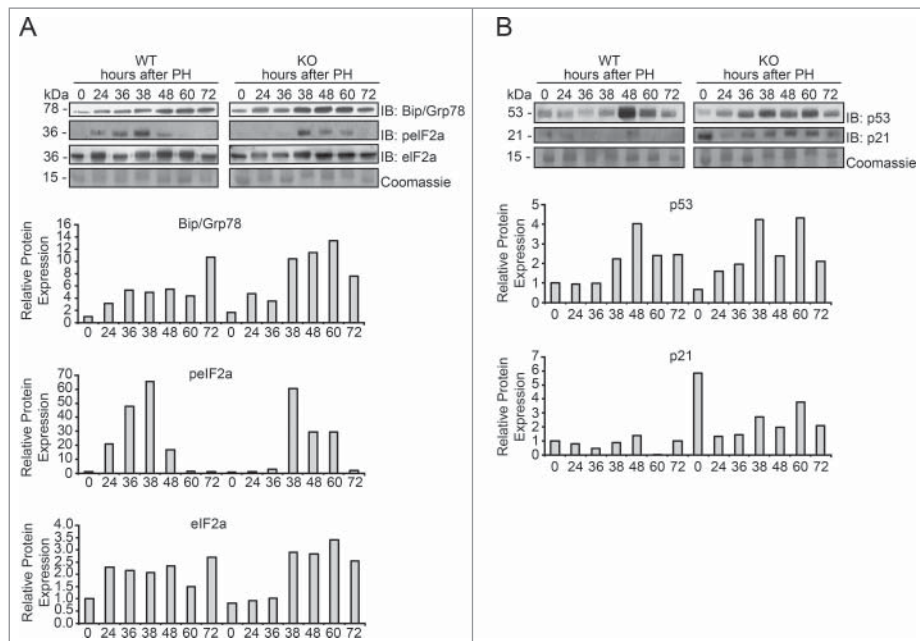 A
WT
hours after PH
KO
hours after PH
kDa 0 24 36 38 48 60 72 0 24 36 38 48 60 72
78 - IB: Bip/Grp78
36 - IB: peIF2a
36 - IB: eIF2a
15 - Coomassie
Bip/Grp78
Relative Protein
Expression
16
14
12
10
8
6
4
2
0
0 24 36 38 48 60 72 0 24 36 38 48 60 72
peIF2a
Relative Protein
Expression
70
60
50
40
30
20
10
0
0 24 36 38 48 60 72 0 24 36 38 48 60 72
eIF2a
Relative Protein
Expression
4.0
3.5
3.0
2.5
2.0
1.5
1.0
0.5
0.0
0 24 36 38 48 60 72 0 24 36 38 48 60 72
B
WT
hours after PH
KO
hours after PH
kDa 0 24 36 38 48 60 72 0 24 36 38 48 60 72
53 - IB: p53
21 - IB: p21
15 - Coomassie
p53
Relative Protein
Expression
5
4
3
2
1
0
0 24 36 38 48 60 72 0 24 36 38 48 60 72
p21
Relative Protein
Expression
7
6
5
4
3
2
1
0
0 24 36 38 48 60 72 0 24 36 38 48 60 72